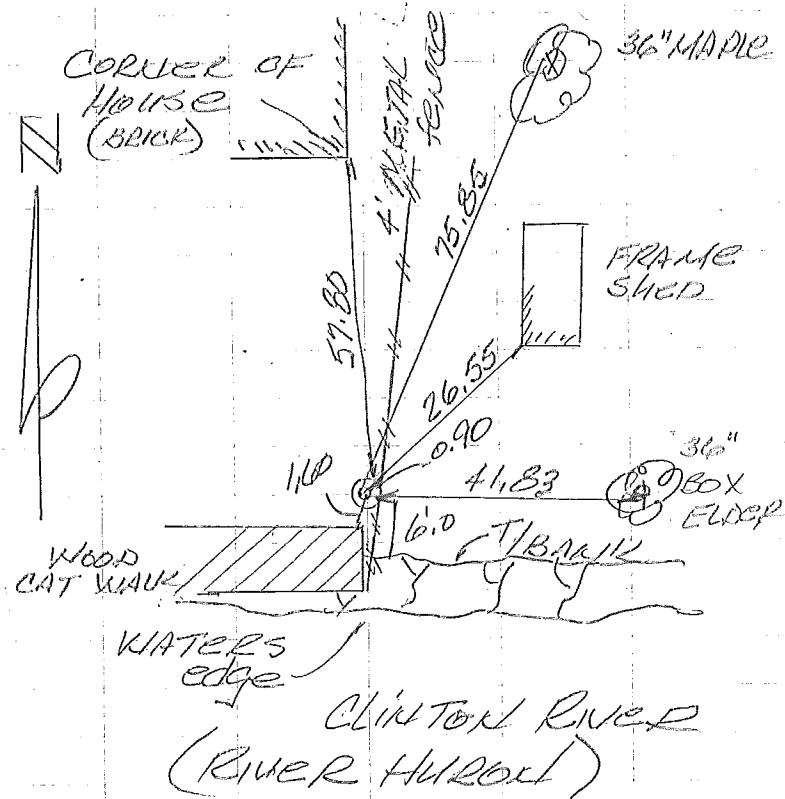 CORNER OF
HOUSE
(BRICK)
N
4' METAL
fence
36" MAPLE
75.85
57.80
FRAME
SHED
26.55
0.90
1.60
41.83
36"
BOX
ELDER
6.0
T/BANK
WOOD
CAT WALK
WATERS
edge
CLINTON RIVER
(RIVER HURON)